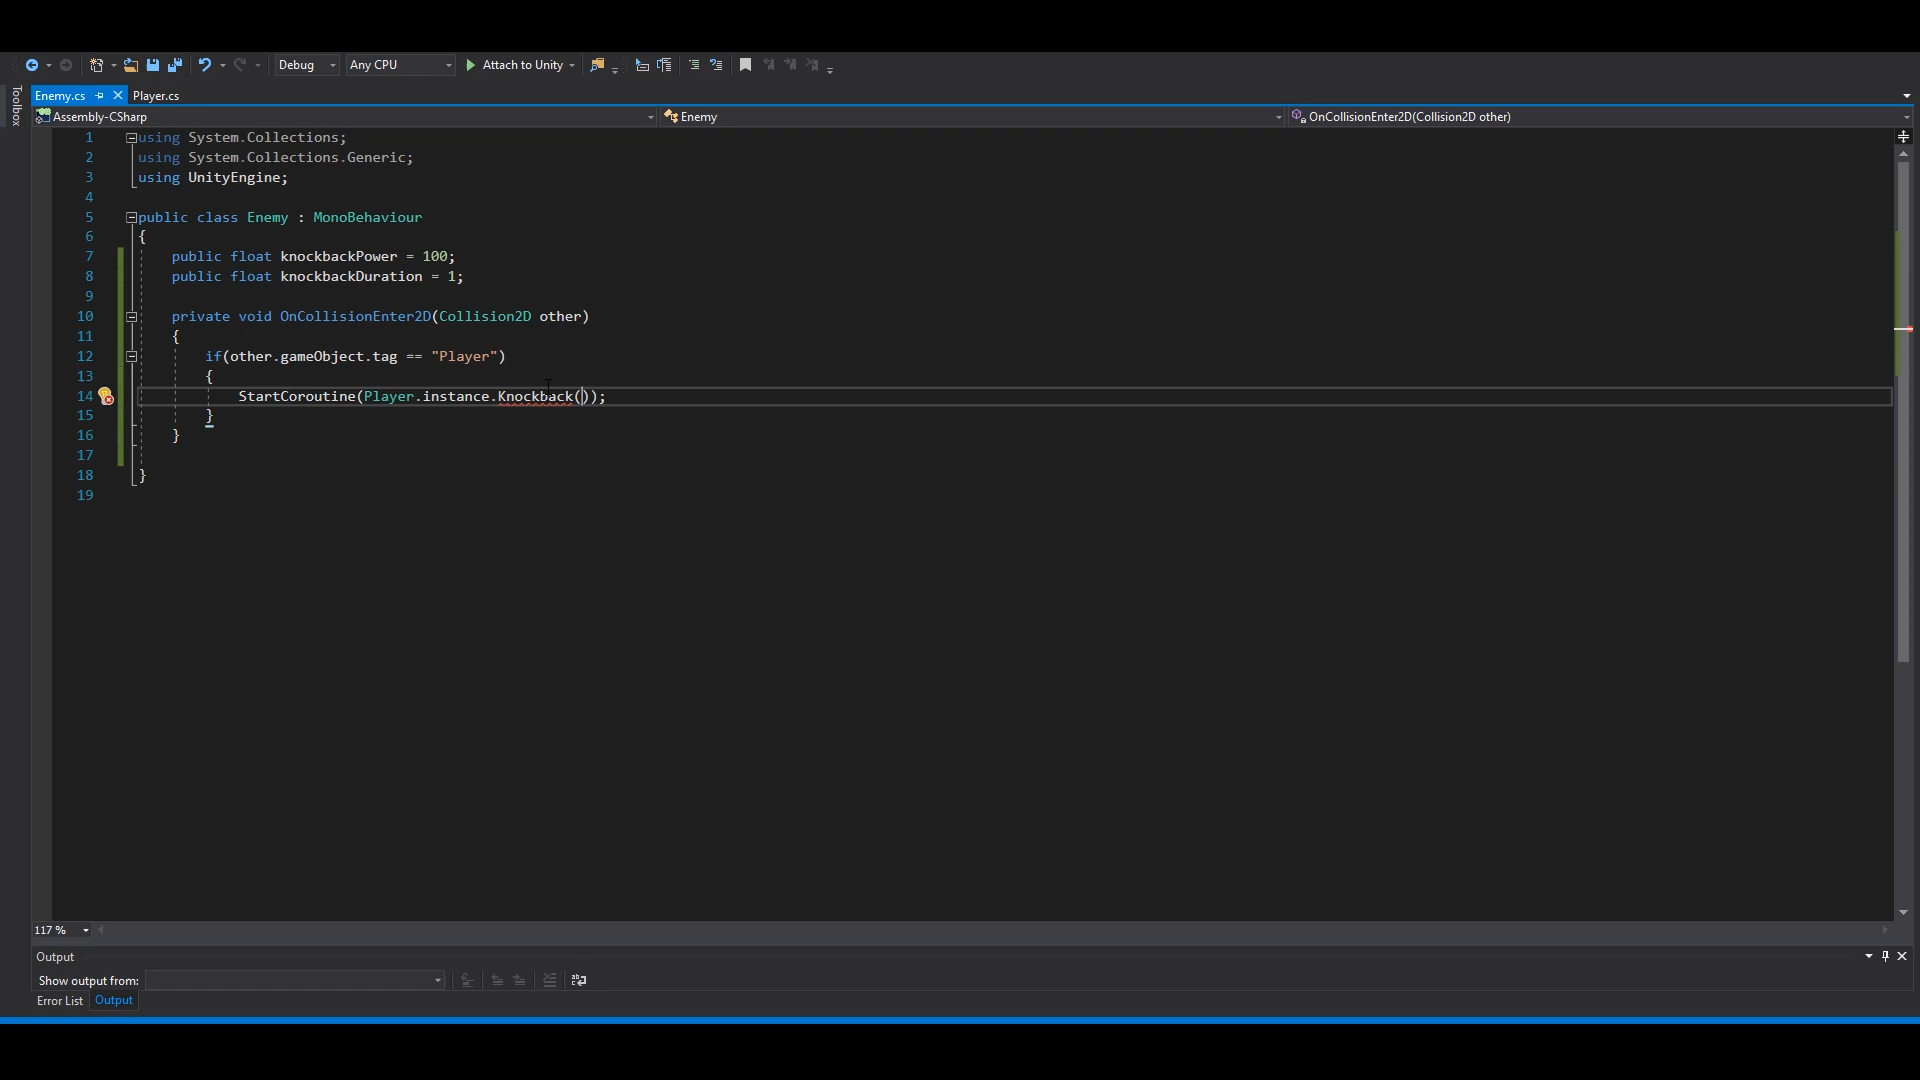 Debug Any CPU Attach to Unity
Toolbox
Enemy.cs Player.cs
Assembly-CSharp Enemy OnCollisionEnter2D(Collision2D other)
1 using System.Collections;
2 using System.Collections.Generic;
3 using UnityEngine;
4
5 public class Enemy : MonoBehaviour
6 {
7 public float knockbackPower = 100;
8 public float knockbackDuration = 1;
9
10 private void OnCollisionEnter2D(Collision2D other)
11 {
12 if(other.gameObject.tag == "Player")
13 {
14 StartCoroutine(Player.instance.Knockback());
15 }
16 }
17
18 }
19
117 %
Output
Show output from:
Error List Output